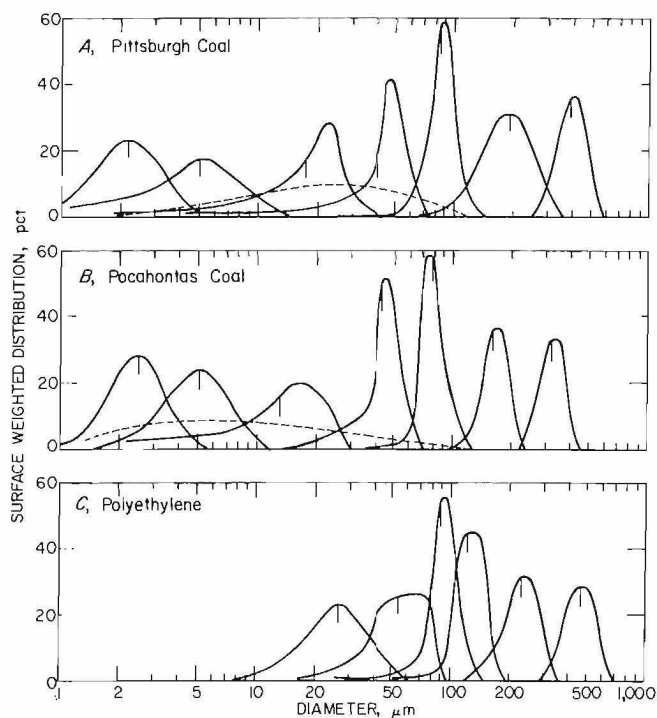 SURFACE WEIGHTED DISTRIBUTION, pct
60
A, Pittsburgh Coal
40
20
0
60
B, Pocahontas Coal
40
20
0
60
C, Polyethylene
40
20
0
1 2 5 10 20 50 100 200 500 1,000
DIAMETER, μm